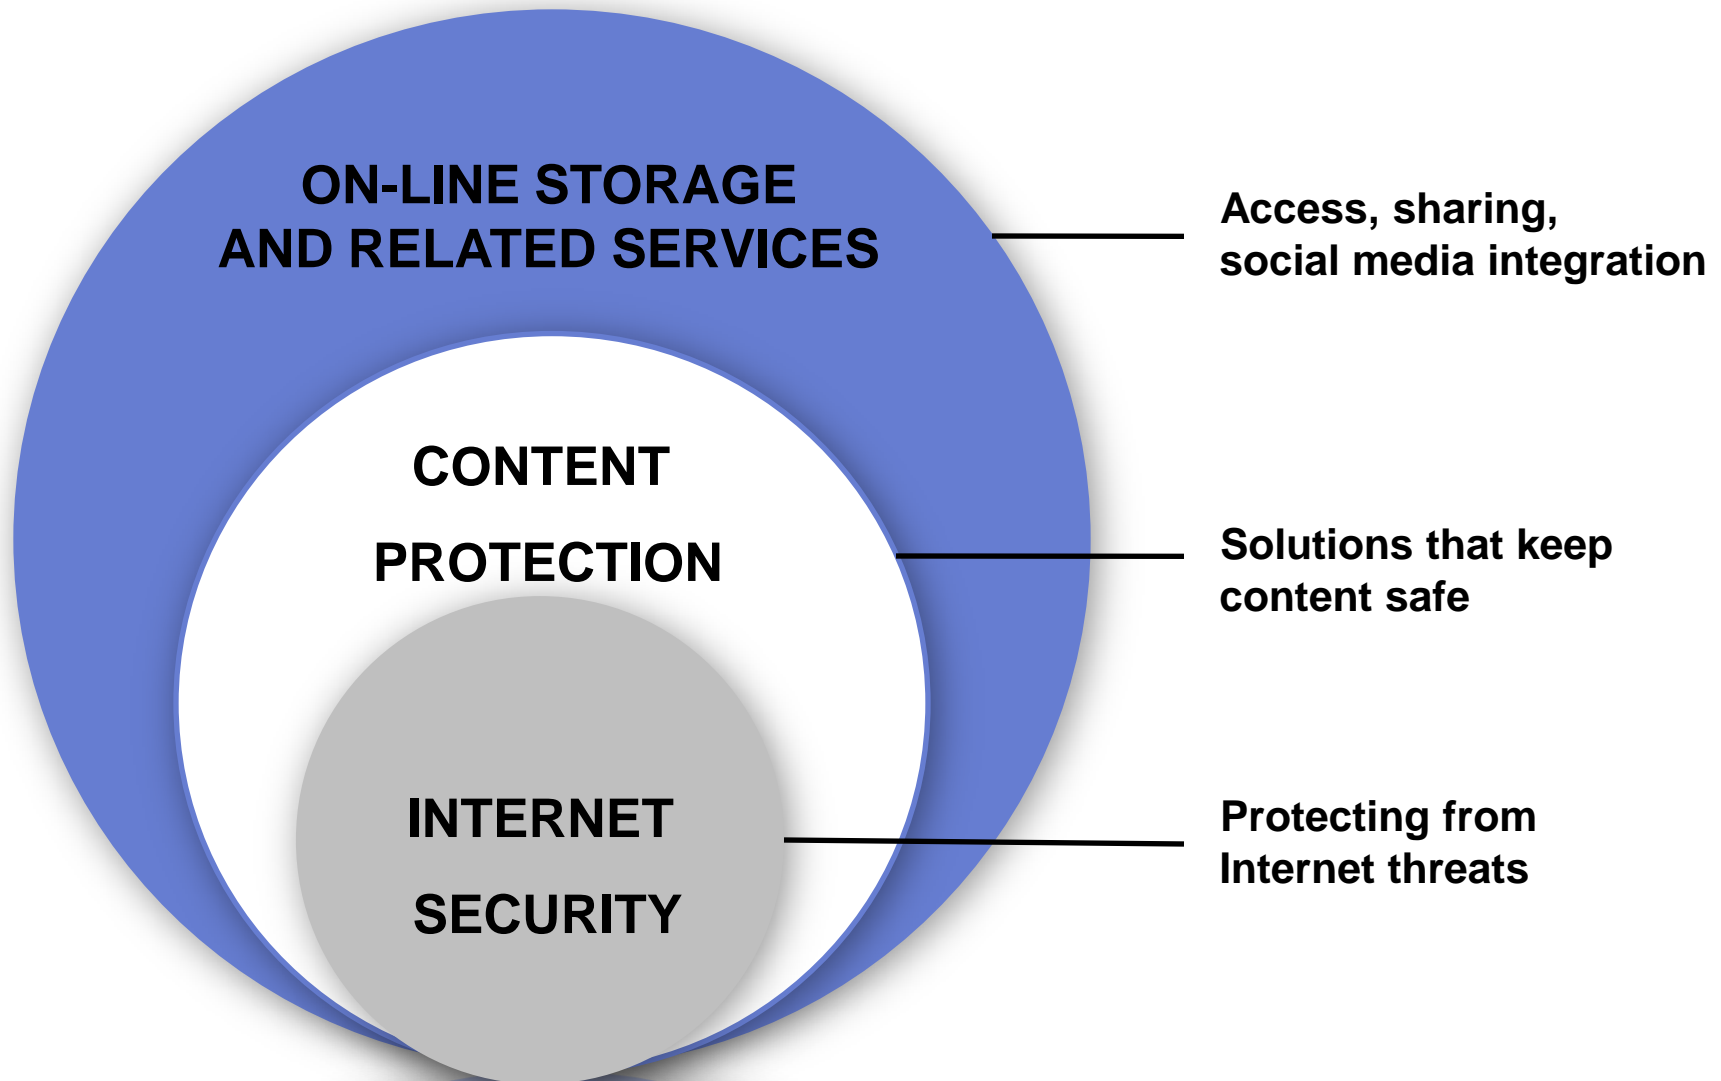 ON-LINE STORAGE
AND RELATED SERVICES
Access, sharing,
social media integration
CONTENT
PROTECTION
Solutions that keep
content safe
INTERNET
SECURITY
Protecting from
Internet threats